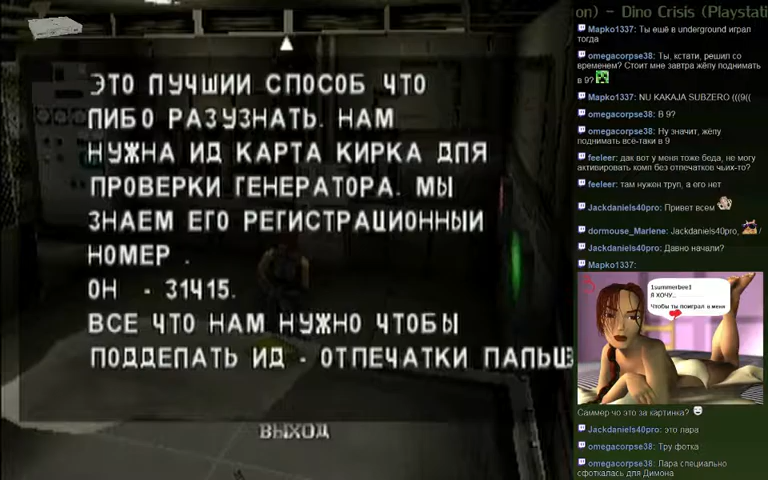 on) - Dino Crisis (Playstati
ЭТО ПУЧШИИ СПОСОБ ЧТО
ПИБО РАЗУЗНАТЬ. НАМ
НУЖНА ИД КАРТА КИРКА ДПЯ
ПРОВЕРКИ ГЕНЕРАТОРА. МЫ
ЗНАЕМ ЕГО РЕГИСТРАЦИОННЫИ
НОМЕР .
ОН - 31415.
ВСЕ ЧТО НАМ НУЖНО ЧТОБЫ
ПОДДЕПАТЬ ИД - ОТПЕЧАТКИ ПАПЬЦ
ВЫХОД
Mapko1337: Ты ешё в underground играл
тогда
omegacorpse38: Ты, кстати, решил со
временем? Стоит мне завтра жёпу поднимать
в 9?
Mapko1337: NU KAKAJA SUBZERO (((9((
omegacorpse38: В 9?
omegacorpse38: Ну значит, жёпу
поднимать всё-таки в 9
feeleer: дак вот у меня тоже беда, не могу
активировать комп без отпечатков чьих-то?
feeleer: там нужен труп, а его нет
Jackdaniels40pro: Привет всем
dormouse_Marlene: Jackdaniels40pro, /
Jackdaniels40pro: Давно начали?
Mapko1337:
1summerbee1
Я ХОЧУ...
Чтобы ты поиграл в меня
Саммер чо это за картинка?
Jackdaniels40pro: это лара
omegacorpse38: Тру фотка
omegacorpse38: Лара специально
сфоткалась для Димона